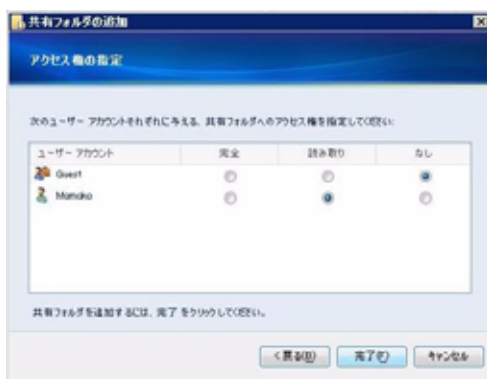 共有フォルダの追加
アクセス権の指定
次のユーザー アカウントそれぞれに与える、共有フォルダへのアクセス権を指定してください:
ユーザー アカウント 完全 読み取り なし
Guest
Momoko
共有フォルダを追加するには、完了 をクリックしてください。
<戻る(B) 完了(F) キャンセル